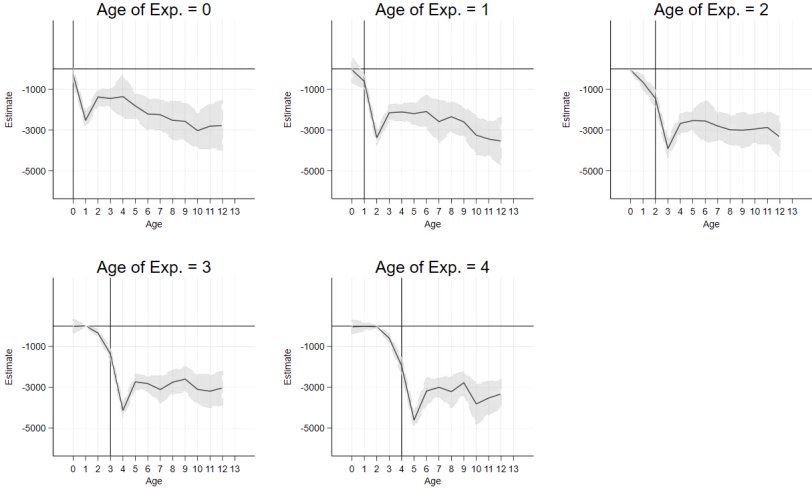 Age of Exp. = 0
Estimate
-1000
-3000
-5000
0 1 2 3 4 5 6 7 8 9 10 11 12 13
Age
Age of Exp. = 1
Estimate
-1000
-3000
-5000
0 1 2 3 4 5 6 7 8 9 10 11 12 13
Age
Age of Exp. = 2
Estimate
-1000
-3000
-5000
0 1 2 3 4 5 6 7 8 9 10 11 12 13
Age
Age of Exp. = 3
Estimate
-1000
-3000
-5000
0 1 2 3 4 5 6 7 8 9 10 11 12 13
Age
Age of Exp. = 4
Estimate
-1000
-3000
-5000
0 1 2 3 4 5 6 7 8 9 10 11 12 13
Age